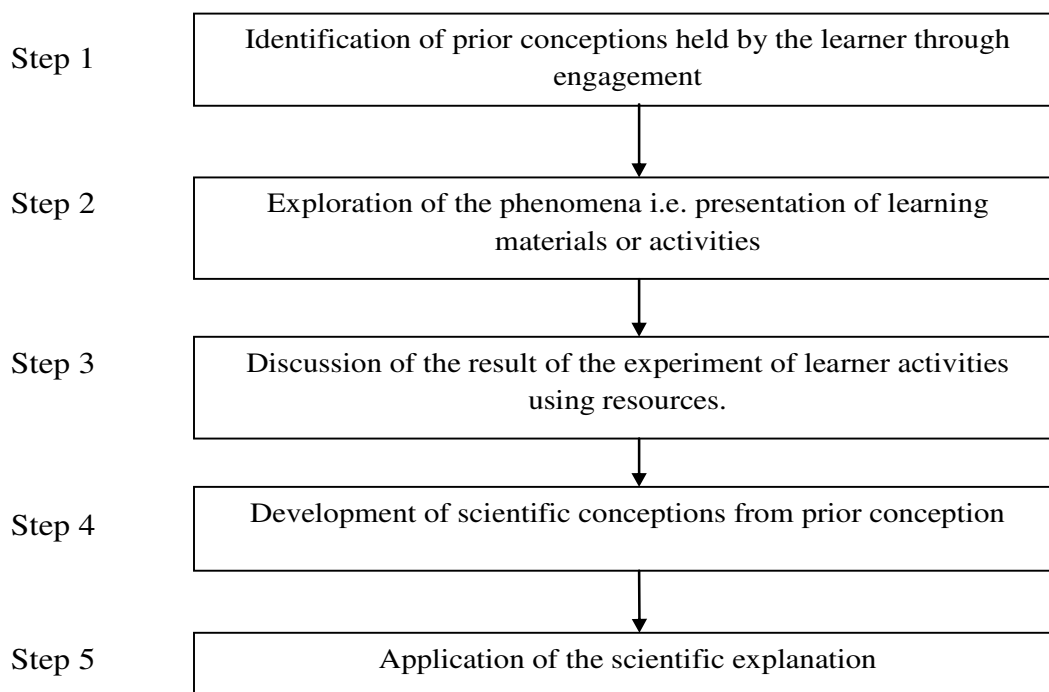 Step 1
Identification of prior conceptions held by the learner through
engagement
Step 2
Exploration of the phenomena i.e. presentation of learning
materials or activities
Step 3
Discussion of the result of the experiment of learner activities
using resources.
Step 4
Development of scientific conceptions from prior conception
Step 5
Application of the scientific explanation